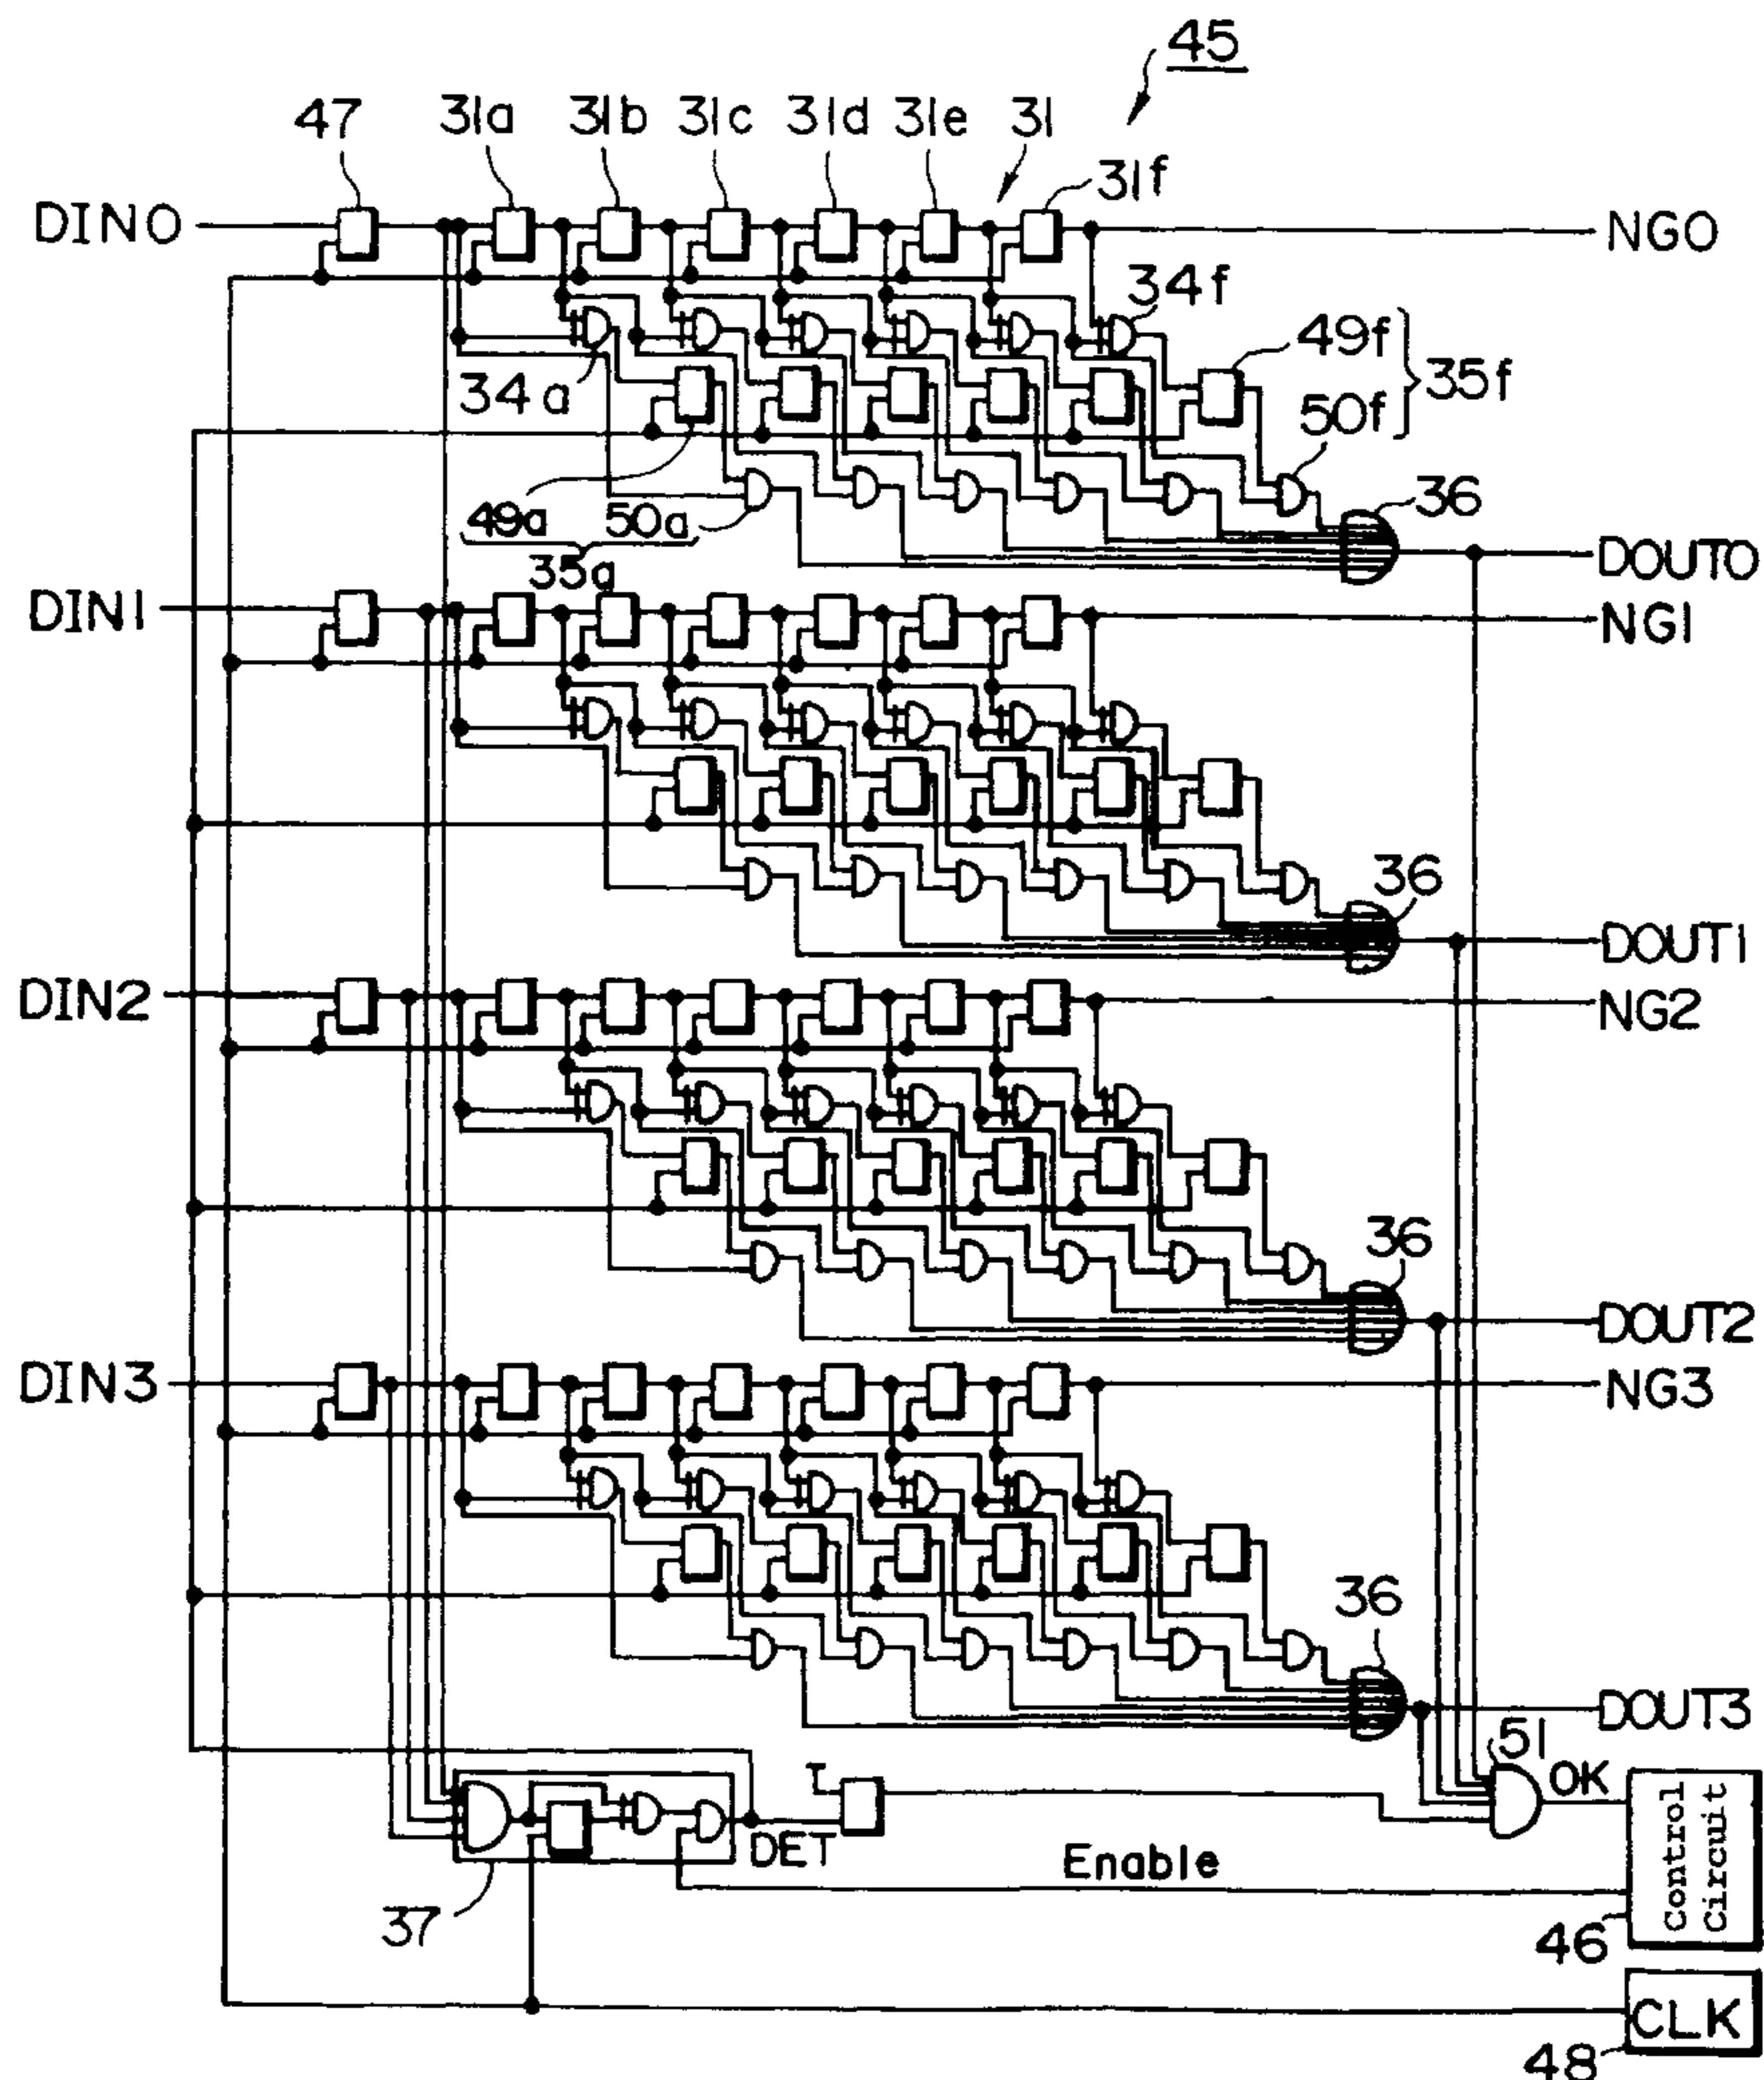 45
47 31a 31b 31c 31d 31e 31
31f
DIN0 NG0
34f
49f
34a 35f
50f
36
49a 50a
DOUT0
35a
DIN1 NG1
36
DOUT1
DIN2 NG2
36
DOUT2
DIN3 NG3
36
DOUT3
51
OK
DET
Enable
Control
Circuit
37
46
CLK
48